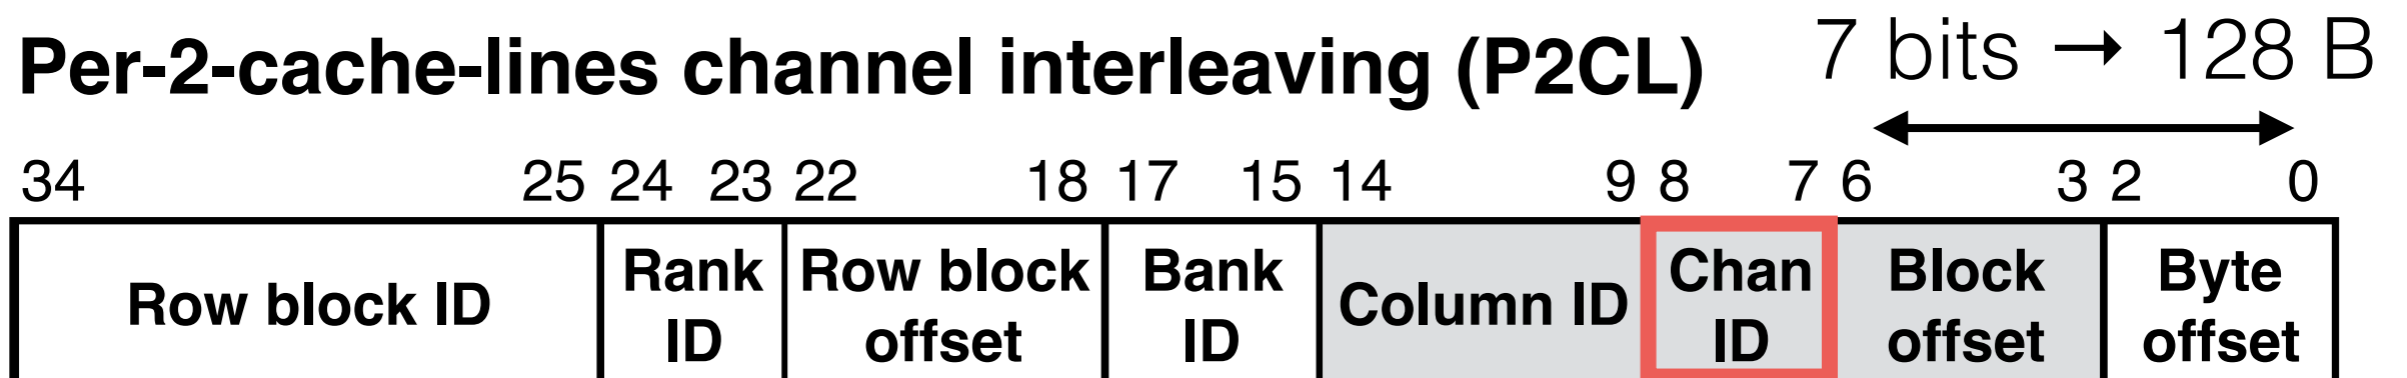 Per-2-cache-lines channel interleaving (P2CL) 7 bits → 128 B
34 25 24 23 22 18 17 15 14 9 8 7 6 3 2 0
Row block ID
Rank ID
Row block offset
Bank ID
Column ID
Chan ID
Block offset
Byte offset